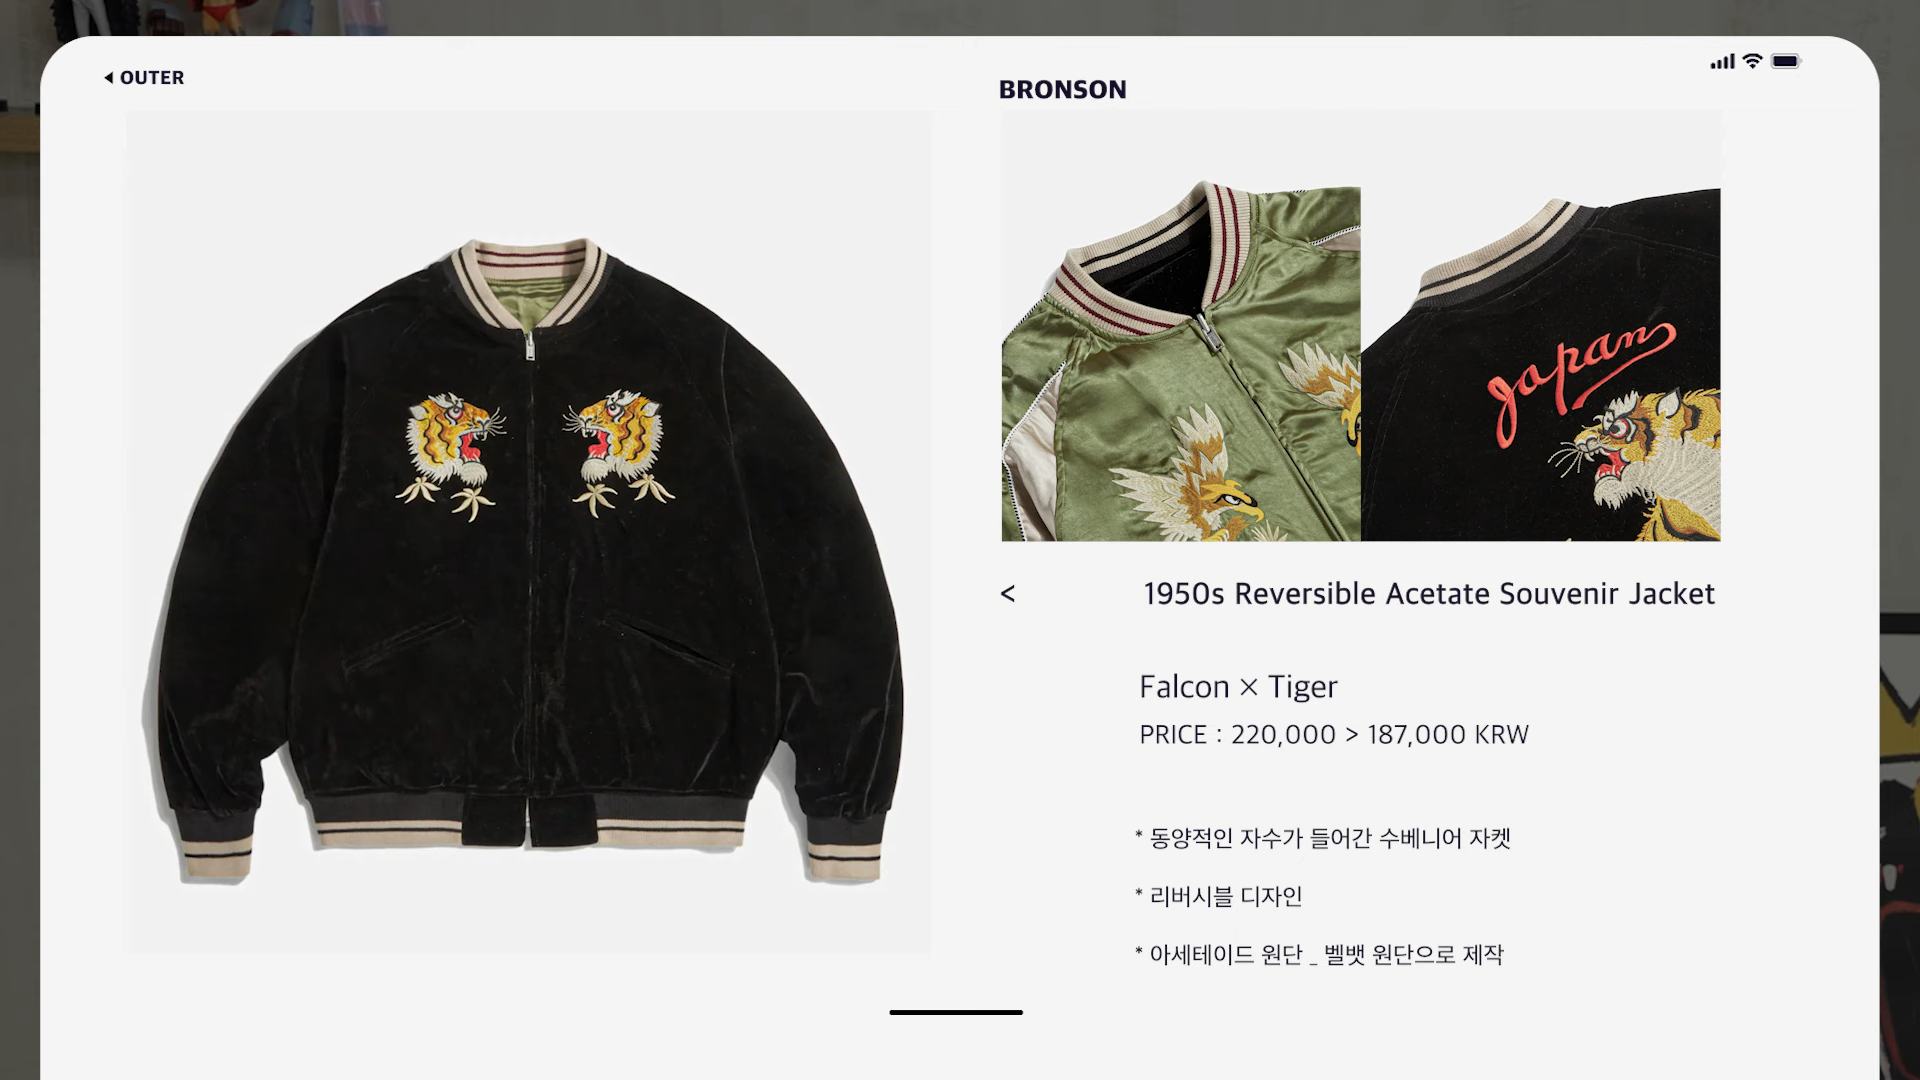 OUTER
BRONSON
Japan
< 1950s Reversible Acetate Souvenir Jacket
Falcon × Tiger
PRICE : 220,000 > 187,000 KRW
* 동양적인 자수가 들어간 수베니어 자켓
* 리버시블 디자인
* 아세테이드 원단 _ 벨뱃 원단으로 제작